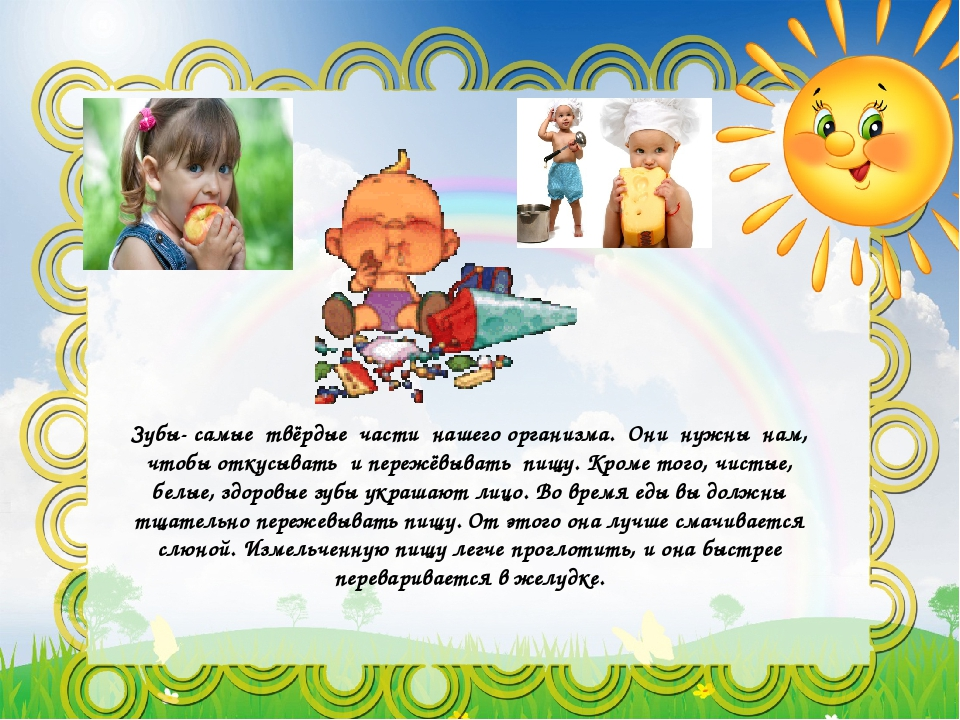 Зубы- самые твёрдые части нашего организма. Они нужны нам,
чтобы откусывать и пережёвывать пищу. Кроме того, чистые,
белые, здоровые зубы украшают лицо. Во время еды вы должны
тщательно пережевывать пищу. От этого она лучше смачивается
слюной. Измельченную пищу легче проглотить, и она быстрее
переваривается в желудке.